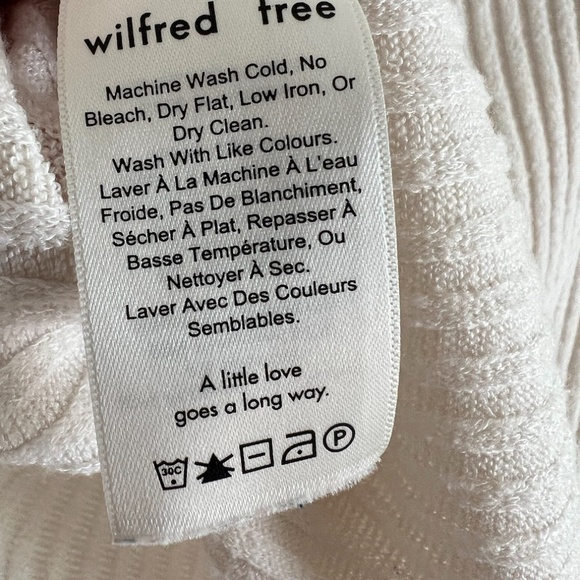 wilfred free
Machine Wash Cold, No
Bleach, Dry Flat, Low Iron, Or
Dry Clean.
Wash With Like Colours.
Laver À La Machine À L'eau
Froide, Pas De Blanchiment,
Sécher À Plat, Repasser À
Basse Température, Ou
Nettoyer À Sec.
Laver Avec Des Couleurs
Semblables.
A little love
goes a long way.
30C P